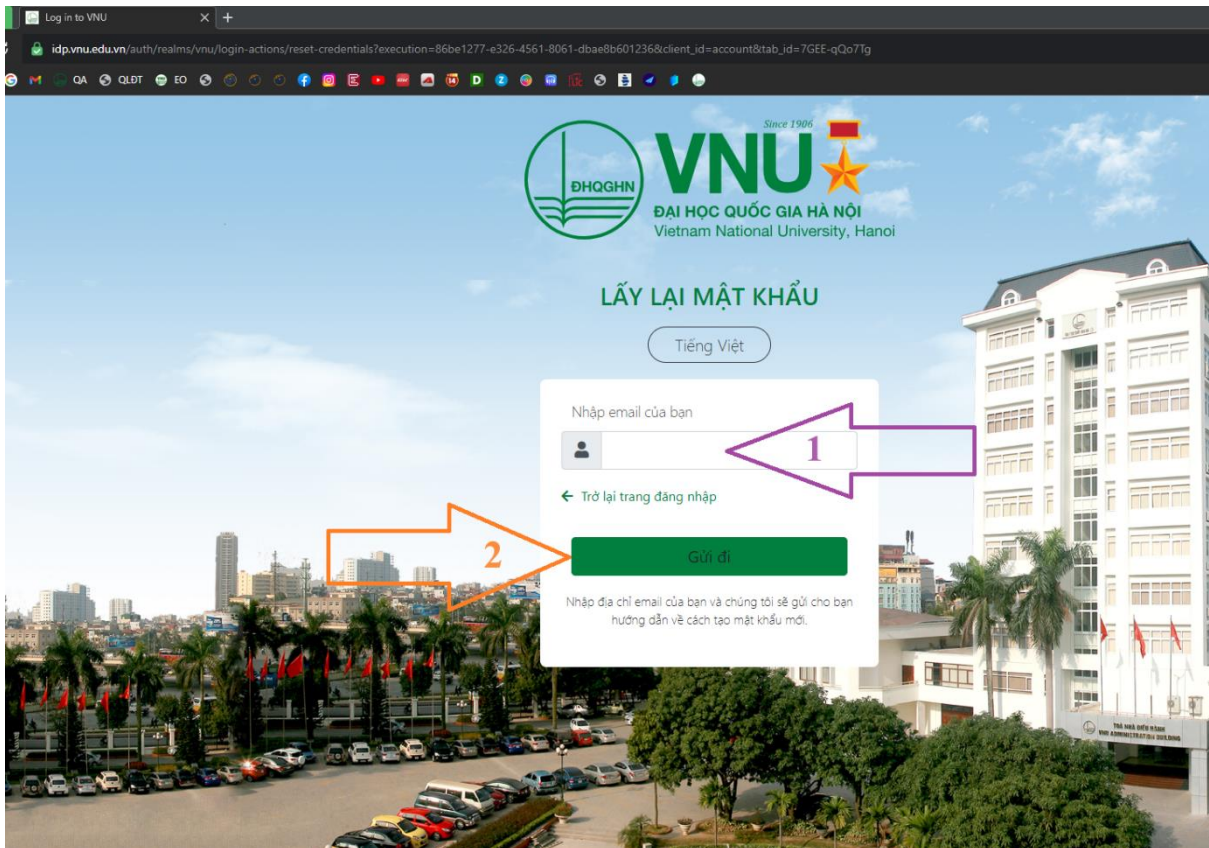 Log in to VNU
idp.vnu.edu.vn/auth/realms/vnu/login-actions/reset-credentials?execution=86be1277-e326-4561-8061-dbae8b601236&client_id=account&tab_id=7GEE-qQo7Tg
QA QLĐT EO
Since 1906
ĐHQGHN
VNU
ĐẠI HỌC QUỐC GIA HÀ NỘI
Vietnam National University, Hanoi
LẤY LẠI MẬT KHẨU
Tiếng Việt
Nhập email của bạn
1
Trở lại trang đăng nhập
2
Gửi đi
Nhập địa chỉ email của bạn và chúng tôi sẽ gửi cho bạn
hướng dẫn về cách tạo mật khẩu mới.
VNU ADMINISTRATION BUILDING